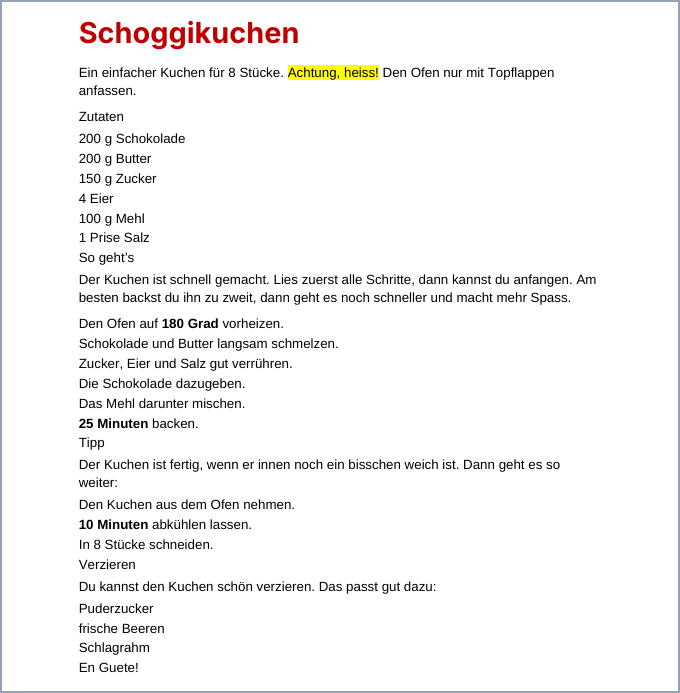 Schoggikuchen
Ein einfacher Kuchen für 8 Stücke. Achtung, heiss! Den Ofen nur mit Topflappen
anfassen.
Zutaten
200 g Schokolade
200 g Butter
150 g Zucker
4 Eier
100 g Mehl
1 Prise Salz
So geht’s
Der Kuchen ist schnell gemacht. Lies zuerst alle Schritte, dann kannst du anfangen. Am
besten backst du ihn zu zweit, dann geht es noch schneller und macht mehr Spass.
Den Ofen auf 180 Grad vorheizen.
Schokolade und Butter langsam schmelzen.
Zucker, Eier und Salz gut verrühren.
Die Schokolade dazugeben.
Das Mehl darunter mischen.
25 Minuten backen.
Tipp
Der Kuchen ist fertig, wenn er innen noch ein bisschen weich ist. Dann geht es so
weiter:
Den Kuchen aus dem Ofen nehmen.
10 Minuten abkühlen lassen.
In 8 Stücke schneiden.
Verzieren
Du kannst den Kuchen schön verzieren. Das passt gut dazu:
Puderzucker
frische Beeren
Schlagrahm
En Guete!